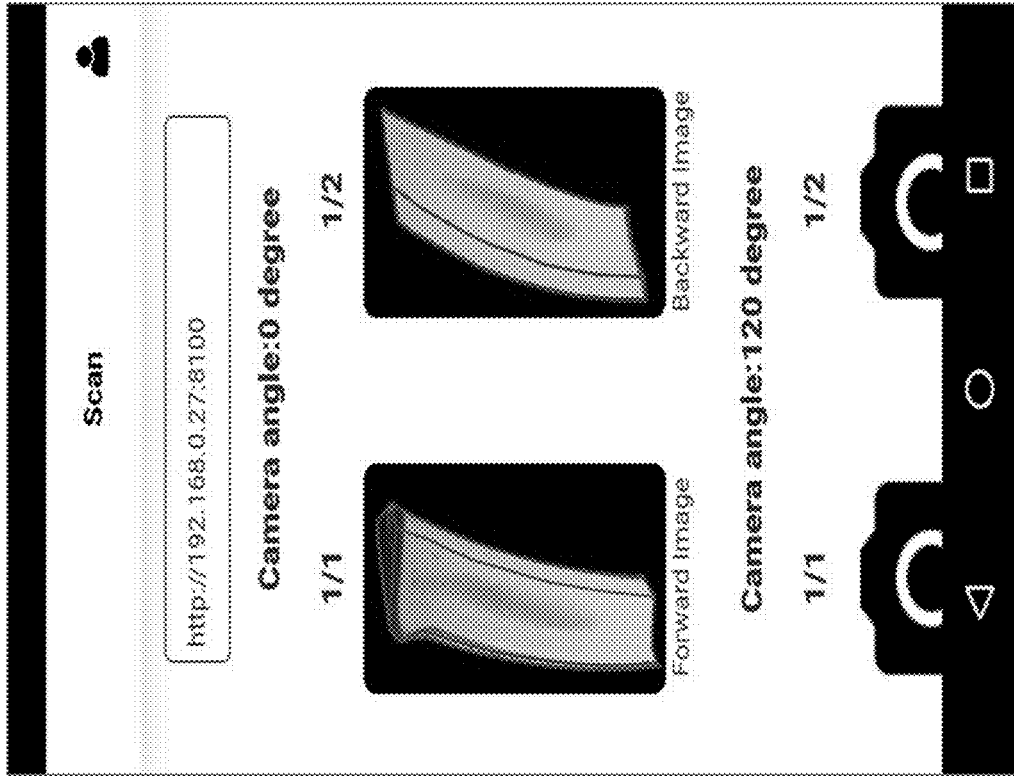 Scan
http://192.168.0.27:8100
Camera angle:0 degree
1/1 1/2
Forward Image Backward Image
Camera angle:120 degree
1/1 1/2